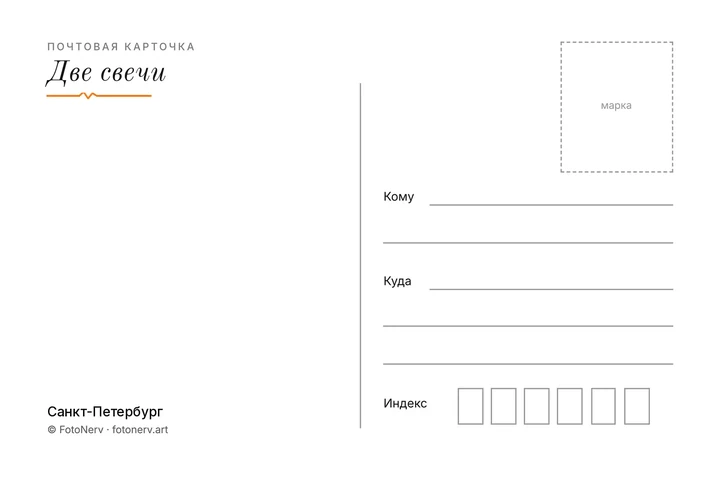 ПОЧТОВАЯ КАРТОЧКА
Две свечи
марка
Кому
Куда
Индекс
Санкт-Петербург
© FotoNerv · fotonerv.art